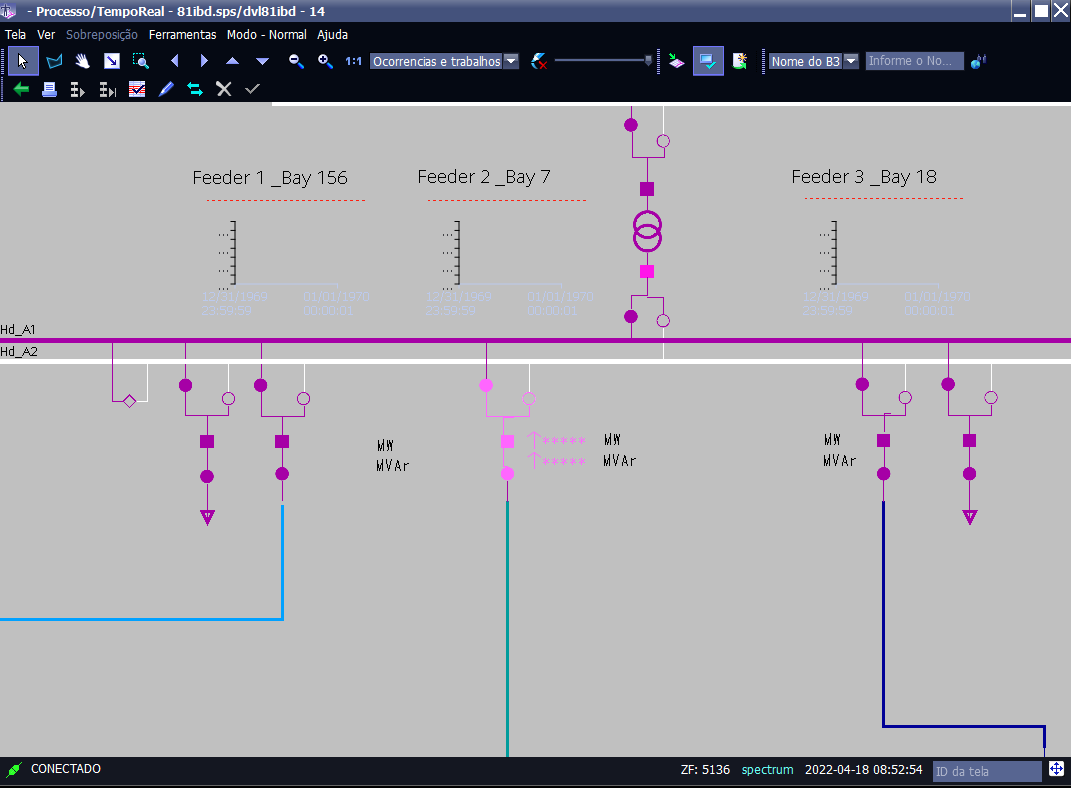 - Processo/TempoReal - 81ibd.sps/dvl81ibd - 14
Tela Ver Sobreposição Ferramentas Modo - Normal Ajuda
1:1 Ocorrencias e trabalhos Nome do B3 Informe o No...
Feeder 1 _Bay 156 Feeder 2 _Bay 7 Feeder 3 _Bay 18
12/31/1969 01/01/1970 12/31/1969 01/01/1970 12/31/1969 01/01/1970
23:59:59 00:00:01 23:59:59 00:00:01 23:59:59 00:00:01
Hd_A1
Hd_A2
MW ***** MW MW
MVAr ***** MVAr MVAr
CONECTADO ZF: 5136 spectrum 2022-04-18 08:52:54 ID da tela